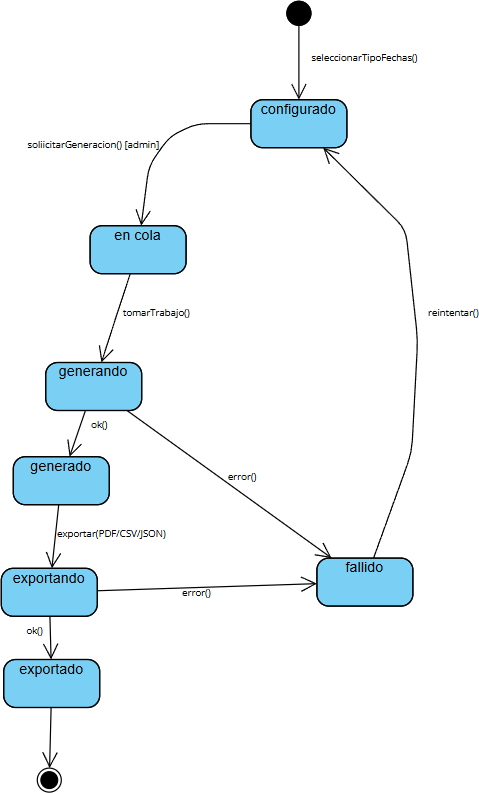 seleccionarTipoFechas()
configurado
soliicitarGeneracion() [admin]
en cola
tomarTrabajo()
reintentar()
generando
ok()
generado
error()
exportar(PDF/CSV/JSON)
fallido
exportando
error()
ok()
exportado